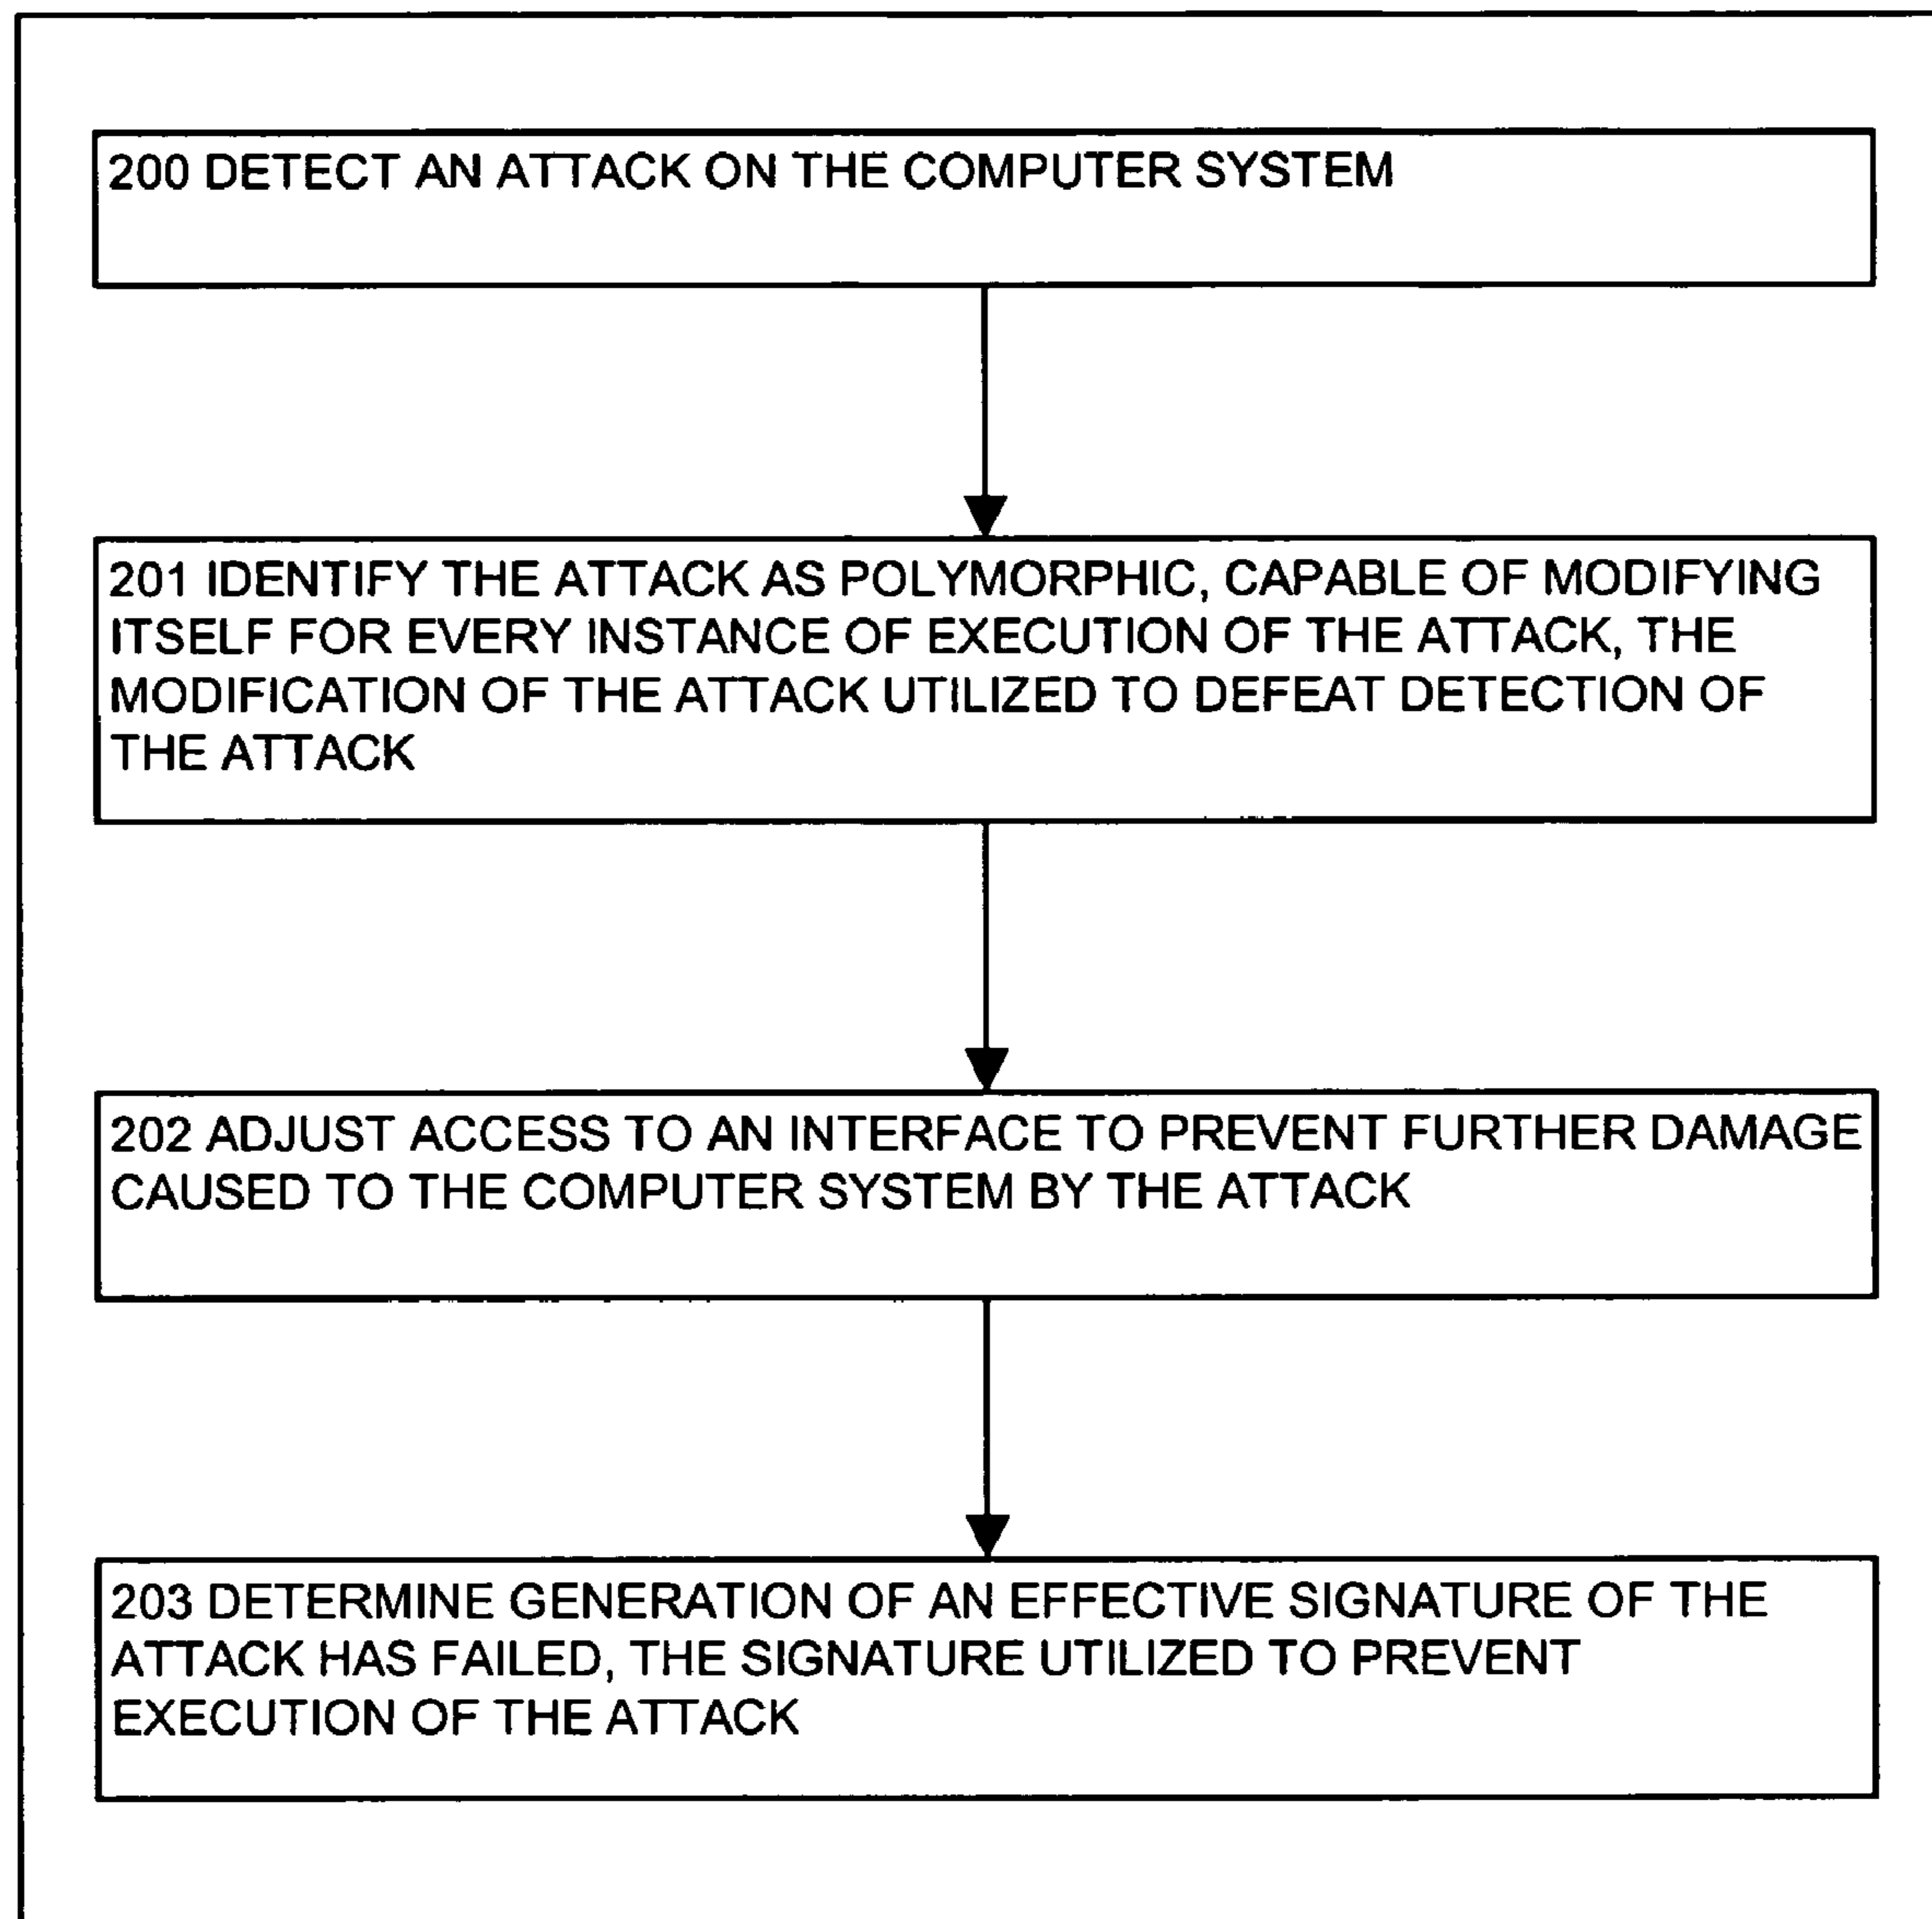 200 DETECT AN ATTACK ON THE COMPUTER SYSTEM
201 IDENTIFY THE ATTACK AS POLYMORPHIC, CAPABLE OF MODIFYING
ITSELF FOR EVERY INSTANCE OF EXECUTION OF THE ATTACK, THE
MODIFICATION OF THE ATTACK UTILIZED TO DEFEAT DETECTION OF
THE ATTACK
202 ADJUST ACCESS TO AN INTERFACE TO PREVENT FURTHER DAMAGE
CAUSED TO THE COMPUTER SYSTEM BY THE ATTACK
203 DETERMINE GENERATION OF AN EFFECTIVE SIGNATURE OF THE
ATTACK HAS FAILED, THE SIGNATURE UTILIZED TO PREVENT
EXECUTION OF THE ATTACK